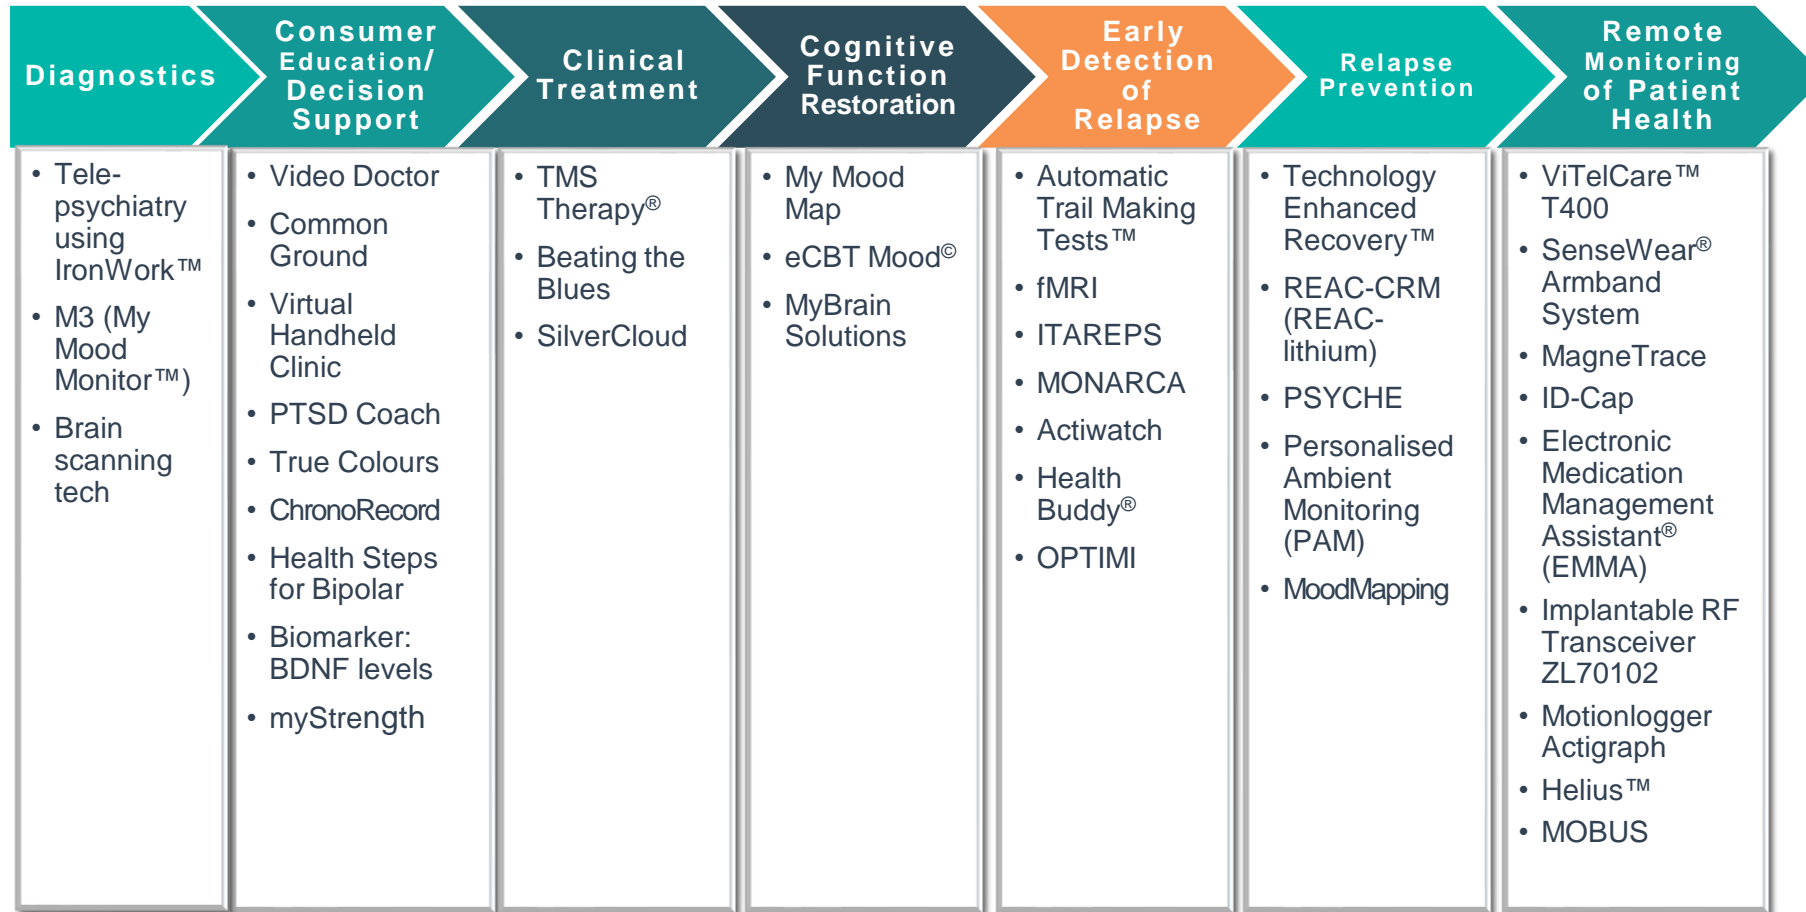 Diagnostics
Consumer
Education/
Decision
Support
Clinical
Treatment
Cognitive
Function
Restoration
Early
Detection
of
Relapse
Relapse
Prevention
Remote
Monitoring
of Patient
Health
• Tele-
psychiatry
using
IronWork™
• M3 (My
Mood
Monitor™)
• Brain
scanning
tech
• Video Doctor
• Common
Ground
• Virtual
Handheld
Clinic
• PTSD Coach
• True Colours
• ChronoRecord
• Health Steps
for Bipolar
• Biomarker:
BDNF levels
• myStrength
• TMS
Therapy®
• Beating the
Blues
• SilverCloud
• My Mood
Map
• eCBT Mood©
• MyBrain
Solutions
• Automatic
Trail Making
Tests™
• fMRI
• ITAREPS
• MONARCA
• Actiwatch
• Health
Buddy®
• OPTIMI
• Technology
Enhanced
Recovery™
• REAC-CRM
(REAC-
lithium)
• PSYCHE
• Personalised
Ambient
Monitoring
(PAM)
• MoodMapping
• ViTelCare™
T400
• SenseWear®
Armband
System
• MagneTrace
• ID-Cap
• Electronic
Medication
Management
Assistant®
(EMMA)
• Implantable RF
Transceiver
ZL70102
• Motionlogger
Actigraph
• Helius™
• MOBUS